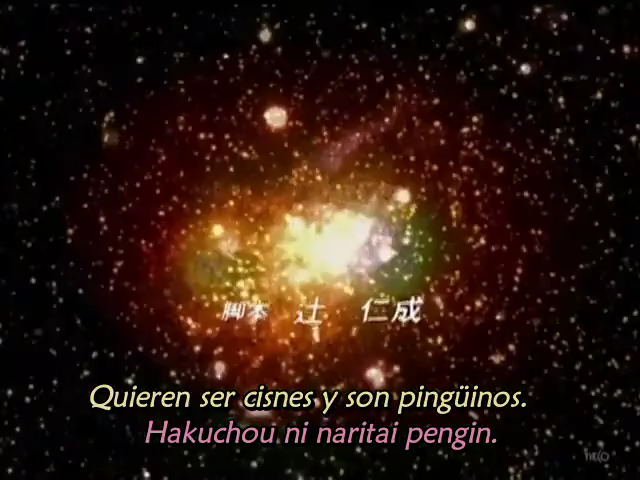 脚本 辻 仁成
Quieren ser cisnes y son pingüinos.
Hakuchou ni naritai pengin.